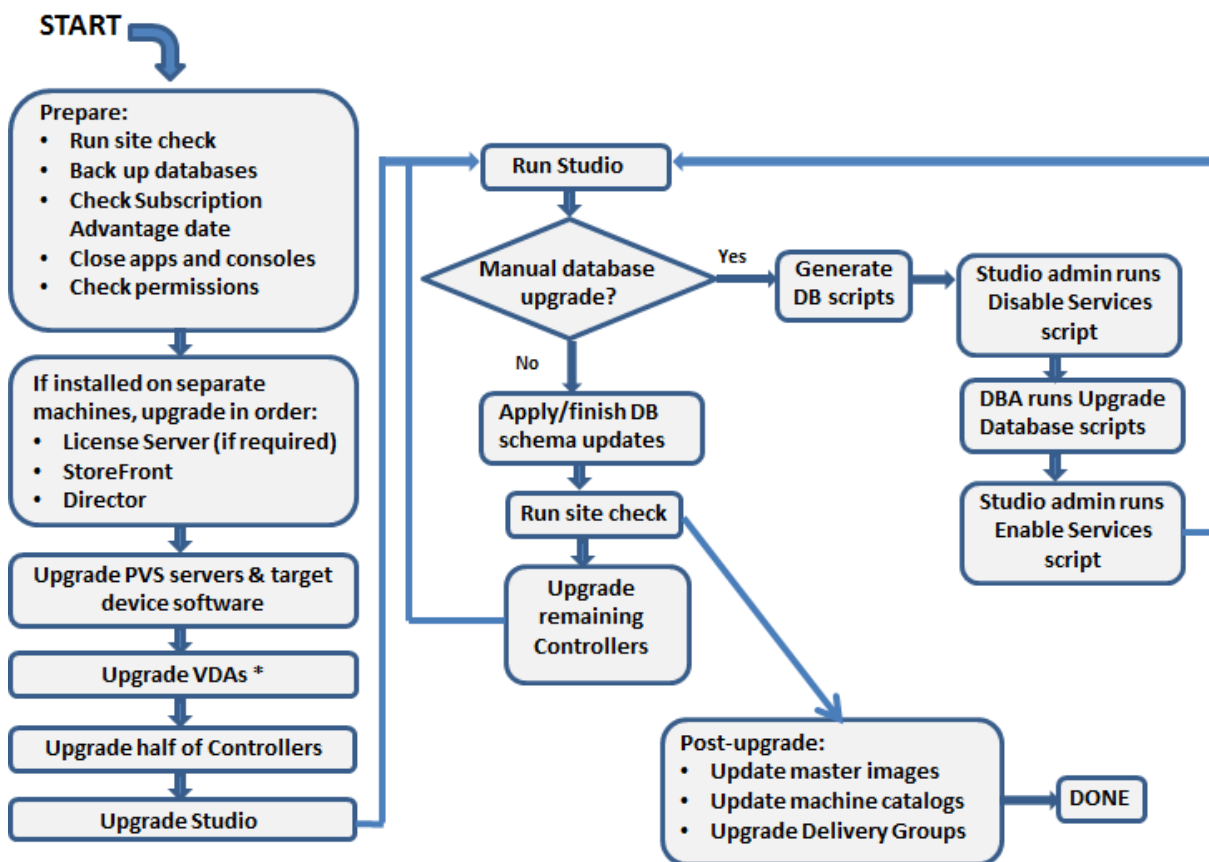 START
Prepare:
• Run site check
• Back up databases
• Check Subscription
Advantage date
• Close apps and consoles
• Check permissions
If installed on separate
machines, upgrade in order:
• License Server (if required)
• StoreFront
• Director
Upgrade PVS servers & target
device software
Upgrade VDAs *
Upgrade half of Controllers
Upgrade Studio
Run Studio
Manual database
upgrade?
Yes
Generate
DB scripts
Studio admin runs
Disable Services
script
DBA runs Upgrade
Database scripts
Studio admin runs
Enable Services
script
No
Apply/finish DB
schema updates
Run site check
Upgrade
remaining
Controllers
Post-upgrade:
• Update master images
• Update machine catalogs
• Upgrade Delivery Groups
DONE